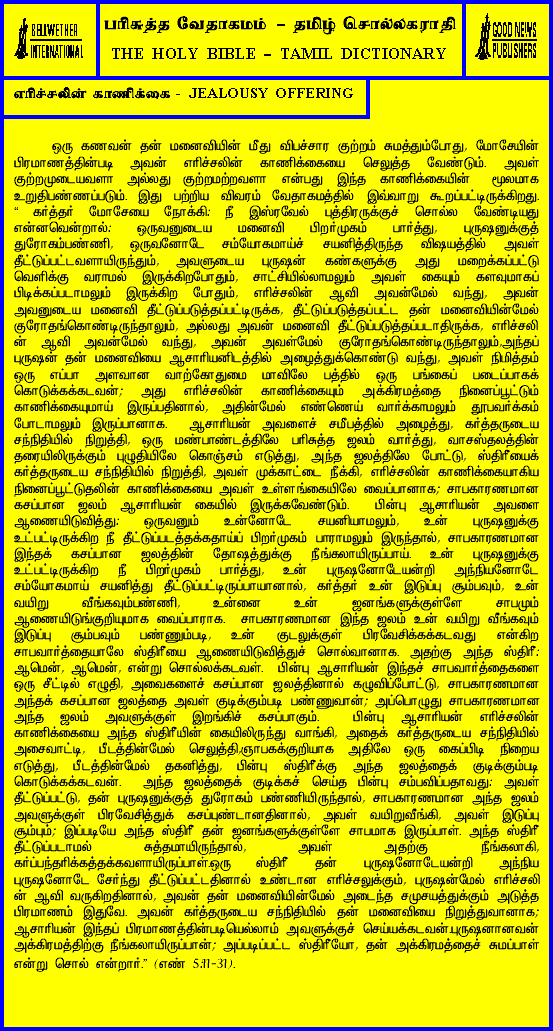 BELLWETHER
INTERNATIONAL
பரிசுத்த வேதாகமம் – தமிழ் சொல்லகராதி
THE HOLY BIBLE – TAMIL DICTIONARY
GOOD NEWS
PUBLISHERS
எரிச்சலின் காணிக்கை - JEALOUSY OFFERING
ஒரு கணவன் தன் மனைவியின் மீது விபச்சார குற்றம் சுமத்தும்போது, மோசேயின்
பிரமாணத்தின்படி அவன் எரிச்சலின் காணிக்கையை செலுத்த வேண்டும். அவள்
குற்றமுடையவளா அல்லது குற்றமற்றவளா என்பது இந்த காணிக்கையின் மூலமாக
உறுதிபண்ணப்படும். இது பற்றிய விவரம் வேதாகமத்தில் இவ்வாறு கூறப்பட்டிருக்கிறது.
“ கர்த்தர் மோசேயை நோக்கி: நீ இஸ்ரவேல் புத்திரருக்குச் சொல்ல வேண்டியது
என்னவென்றால்; ஒருவனுடைய மனைவி பிறர்முகம் பார்த்து, புருஷனுக்குத்
துரோகம்பண்ணி, ஒருவனோடே சம்யோகமாய்ச் சயனித்திருந்த விஷயத்தில் அவள்
தீட்டுப்பட்டவளாயிருந்தும், அவளுடைய புருஷன் கண்களுக்கு அது மறைக்கப்பட்டு
வெளிக்கு வராமல் இருக்கிறபோதும், சாட்சியில்லாமலும் அவள் கையும் களவுமாகப்
பிடிக்கப்படாமலும் இருக்கிற போதும், எரிச்சலின் ஆவி அவன்மேல் வந்து, அவன்
அவனுடைய மனைவி தீட்டுப்படுத்தப்பட்டிருக்க, தீட்டுப்படுத்தப்பட்ட தன் மனைவியின்மேல்
குரோதங்கொண்டிருந்தாலும், அல்லது அவன் மனைவி தீட்டுப்படுத்தப்படாதிருக்க, எரிச்சலி
ன் ஆவி அவன்மேல் வந்து, அவன் அவள்மேல் குரோதங்கொண்டிருந்தாலும்,அந்தப்
புருஷன் தன் மனைவியை ஆசாரியனிடத்தில் அழைத்துக்கொண்டு வந்து, அவள் நிமித்தம்
ஒரு எப்பா அளவான வாற்கோதுமை மாவிலே பத்தில் ஒரு பங்கைப் படைப்பாகக்
கொடுக்கக்கடவன்; அது எரிச்சலின் காணிக்கையும் அக்கிரமத்தை நினைப்பூட்டும்
காணிக்கையுமாய் இருப்பதினால், அதின்மேல் எண்ணெய் வார்க்காமலும் தூபவர்க்கம்
போடாமலும் இருப்பானாக. ஆசாரியன் அவளைச் சமீபத்தில் அழைத்து, கர்த்தருடைய
சந்நிதியில் நிறுத்தி, ஒரு மண்பாண்டத்திலே பரிசுத்த ஜலம் வார்த்து, வாசஸ்தலத்தின்
தரையிலிருக்கும் புழுதியிலே கொஞ்சம் எடுத்து, அந்த ஜலத்திலே போட்டு, ஸ்திரீயைக்
கர்த்தருடைய சந்நிதியில் நிறுத்தி, அவள் முக்காட்டை நீக்கி, எரிச்சலின் காணிக்கையாகிய
நினைப்பூட்டுதலின் காணிக்கையை அவள் உள்ளங்கையிலே வைப்பானாக; சாபகாரணமான
கசப்பான ஜலம் ஆசாரியன் கையில் இருக்கவேண்டும். பின்பு ஆசாரியன் அவளை
ஆணையிடுவித்து: ஒருவனும் உன்னோடே சயனியாமலும், உன் புருஷனுக்கு
உட்பட்டிருக்கிற நீ தீட்டுப்படத்தக்கதாய்ப் பிறர்முகம் பாராமலும் இருந்தால், சாபகாரணமான
இந்தக் கசப்பான ஜலத்தின் தோஷத்துக்கு நீங்கலாயிருப்பாய். உன் புருஷனுக்கு
உட்பட்டிருக்கிற நீ பிறர்முகம் பார்த்து, உன் புருஷனோடேயன்றி அந்நியனோடே
சம்யோகமாய் சயனித்து தீட்டுப்பட்டிருப்பாயானால், கர்த்தர் உன் இடுப்பு சூம்பவும், உன்
வயிறு வீங்கவும்பண்ணி, உன்னை உன் ஜனங்களுக்குள்ளே சாபமும்
ஆணையிடுங்குறியுமாக வைப்பாராக. சாபகாரணமான இந்த ஜலம் உன் வயிறு வீங்கவும்
இடுப்பு சூம்பவும் பண்ணும்படி, உன் குடலுக்குள் பிரவேசிக்கக்கடவது என்கிற
சாபவார்த்தையாலே ஸ்திரீயை ஆணையிடுவித்துச் சொல்வானாக. அதற்கு அந்த ஸ்திரீ:
ஆமென், ஆமென், என்று சொல்லக்கடவள். பின்பு ஆசாரியன் இந்தச் சாபவார்த்தைகளை
ஒரு சீட்டில் எழுதி, அவைகளைச் கசப்பான ஜலத்தினால் கழுவிப்போட்டு, சாபகாரணமான
அந்தக் கசப்பான ஜலத்தை அவள் குடிக்கும்படி பண்ணுவான்; அப்பொழுது சாபகாரணமான
அந்த ஜலம் அவளுக்குள் இறங்கிச் கசப்பாகும். பின்பு ஆசாரியன் எரிச்சலின்
காணிக்கையை அந்த ஸ்திரீயின் கையிலிருந்து வாங்கி, அதைக் கர்த்தருடைய சந்நிதியில்
அசைவாட்டி, பீடத்தின்மேல் செலுத்தி,ஞாபகக்குறியாக அதிலே ஒரு கைப்பிடி நிறைய
எடுத்து, பீடத்தின்மேல் தகனித்து, பின்பு ஸ்திரீக்கு அந்த ஜலத்தைக் குடிக்கும்படி
கொடுக்கக்கடவன். அந்த ஜலத்தைக் குடிக்கச் செய்த பின்பு சம்பவிப்பதாவது: அவள்
தீட்டுப்பட்டு, தன் புருஷனுக்குத் துரோகம் பண்ணியிருந்தால், சாபகாரணமான அந்த ஜலம்
அவளுக்குள் பிரவேசித்துக் கசப்புண்டானதினால், அவள் வயிறுவீங்கி, அவள் இடுப்பு
சூம்பும்; இப்படியே அந்த ஸ்திரீ தன் ஜனங்களுக்குள்ளே சாபமாக இருப்பாள். அந்த ஸ்திரீ
தீட்டுப்படாமல் சுத்தமாயிருந்தால், அவள் அதற்கு நீங்கலாகி,
கர்ப்பந்தரிக்கத்தக்கவளாயிருப்பாள்.ஒரு ஸ்திரீ தன் புருஷனோடேயன்றி அந்நிய
புருஷனோடே சேர்ந்து தீட்டுப்பட்டதினால் உண்டான எரிச்சலுக்கும், புருஷன்மேல் எரிச்சலி
ன் ஆவி வருகிறதினால், அவன் தன் மனைவியின்மேல் அடைந்த சமுசயத்துக்கும் அடுத்த
பிரமாணம் இதுவே. அவன் கர்த்தருடைய சந்நிதியில் தன் மனைவியை நிறுத்துவானாக;
ஆசாரியன் இந்தப் பிரமாணத்தின்படியெல்லாம் அவளுக்குச் செய்யக்கடவன்.புருஷனானவன்
அக்கிரமத்திற்கு நீங்கலாயிருப்பான்; அப்படிப்பட்ட ஸ்திரீயோ, தன் அக்கிரமத்தைச் சுமப்பாள்
என்று சொல் என்றார்.” (எண் 5:11-31).